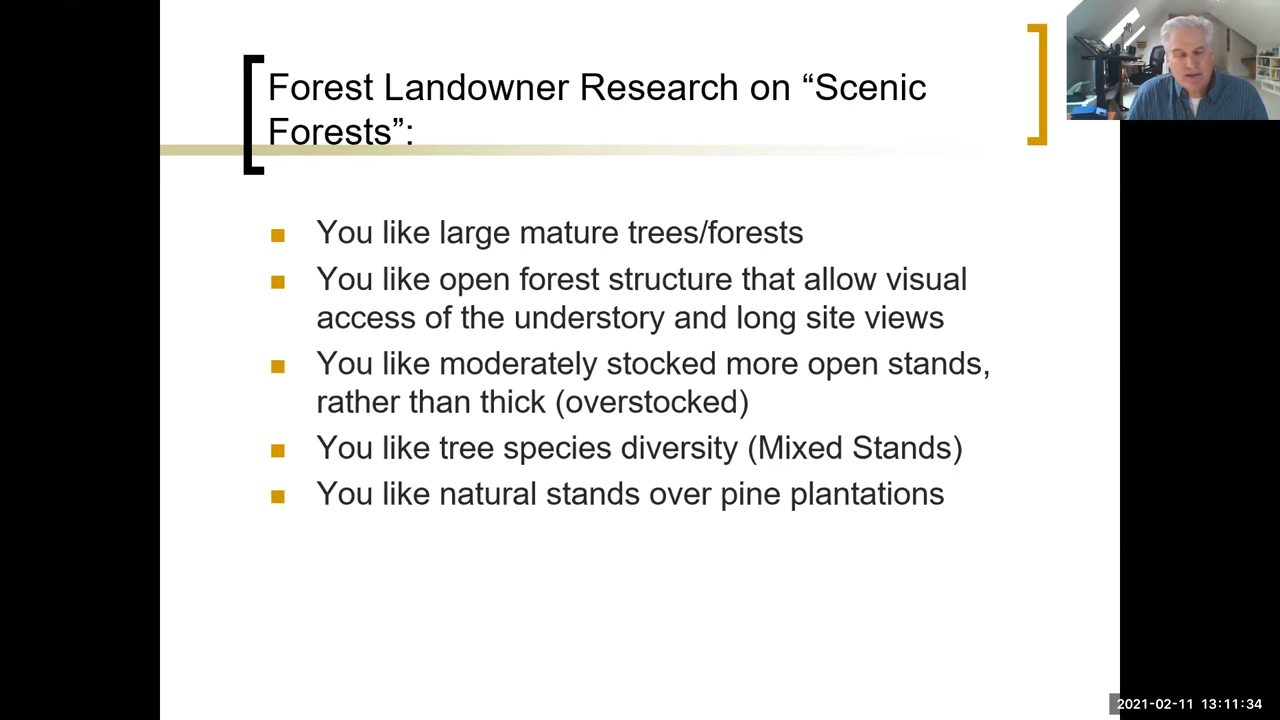 Forest Landowner Research on “Scenic
Forests”:
You like large mature trees/forests
You like open forest structure that allow visual
access of the understory and long site views
You like moderately stocked more open stands,
rather than thick (overstocked)
You like tree species diversity (Mixed Stands)
You like natural stands over pine plantations
2021-02-11 13:11:34